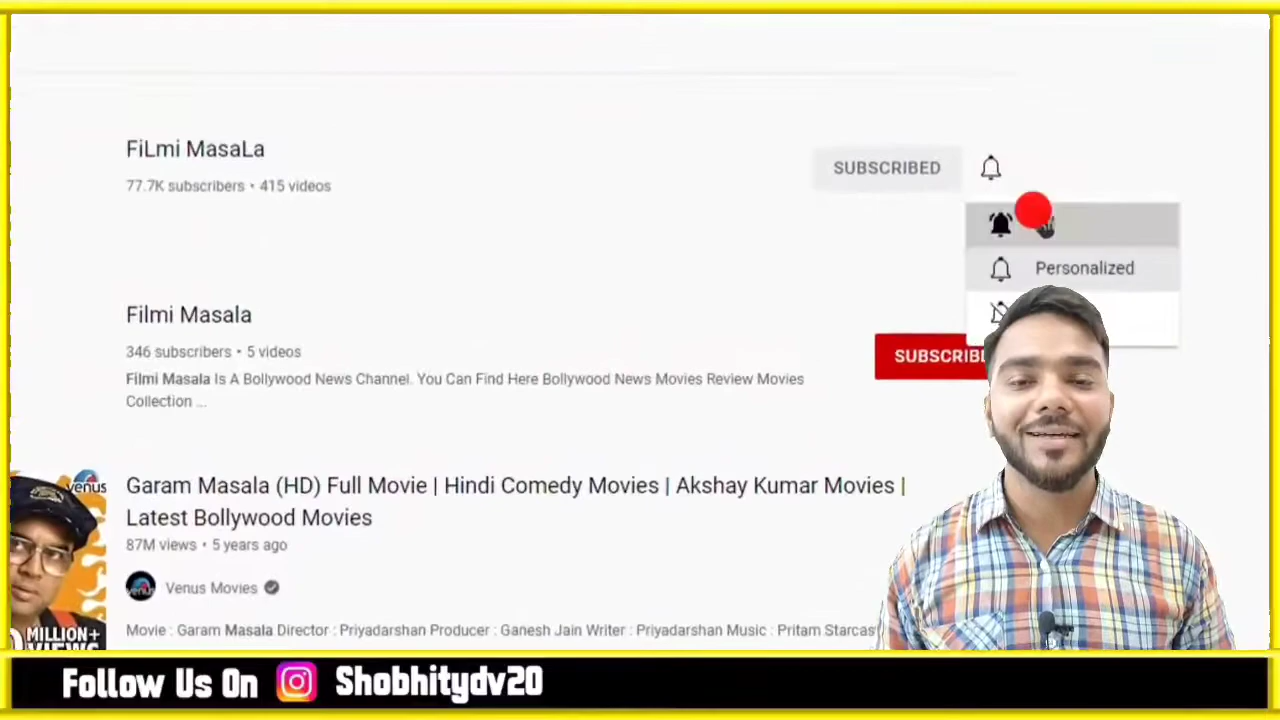 FiLmi MasaLa
77.7K subscribers • 415 videos
SUBSCRIBED
Personalized
Filmi Masala
346 subscribers • 5 videos
Filmi Masala Is A Bollywood News Channel. You Can Find Here Bollywood News Movies Review Movies
Collection ...
SUBSCRIBE
venus
MILLION+
VIEWS
Garam Masala (HD) Full Movie | Hindi Comedy Movies | Akshay Kumar Movies |
Latest Bollywood Movies
87M views • 5 years ago
Venus Movies
Movie : Garam Masala Director : Priyadarshan Producer : Ganesh Jain Writer : Priyadarshan Music : Pritam Starcas
Follow Us On Shobhitydv20